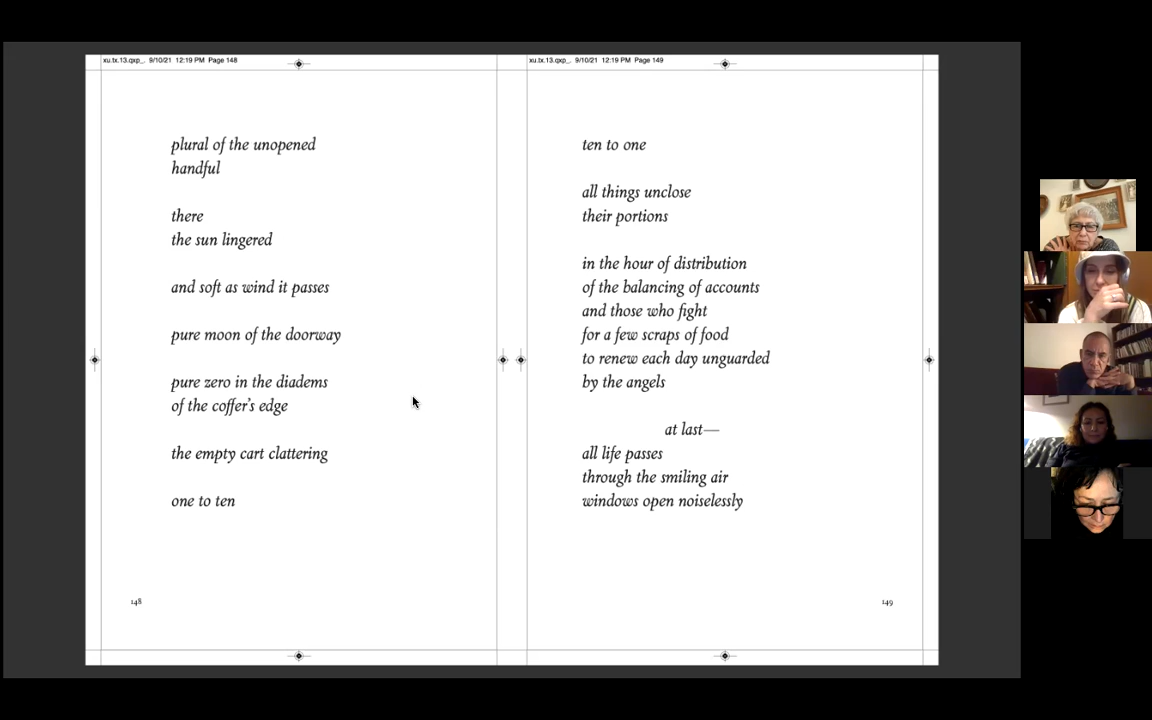 xu.tx.13.qxp_. 9/10/21 12:19 PM Page 148
plural of the unopened
handful
there
the sun lingered
and soft as wind it passes
pure moon of the doorway
pure zero in the diadems
of the coffer's edge
the empty cart clattering
one to ten
148
xu.tx.13.qxp_. 9/10/21 12:19 PM Page 149
ten to one
all things unclose
their portions
in the hour of distribution
of the balancing of accounts
and those who fight
for a few scraps of food
to renew each day unguarded
by the angels
at last—
all life passes
through the smiling air
windows open noiselessly
149